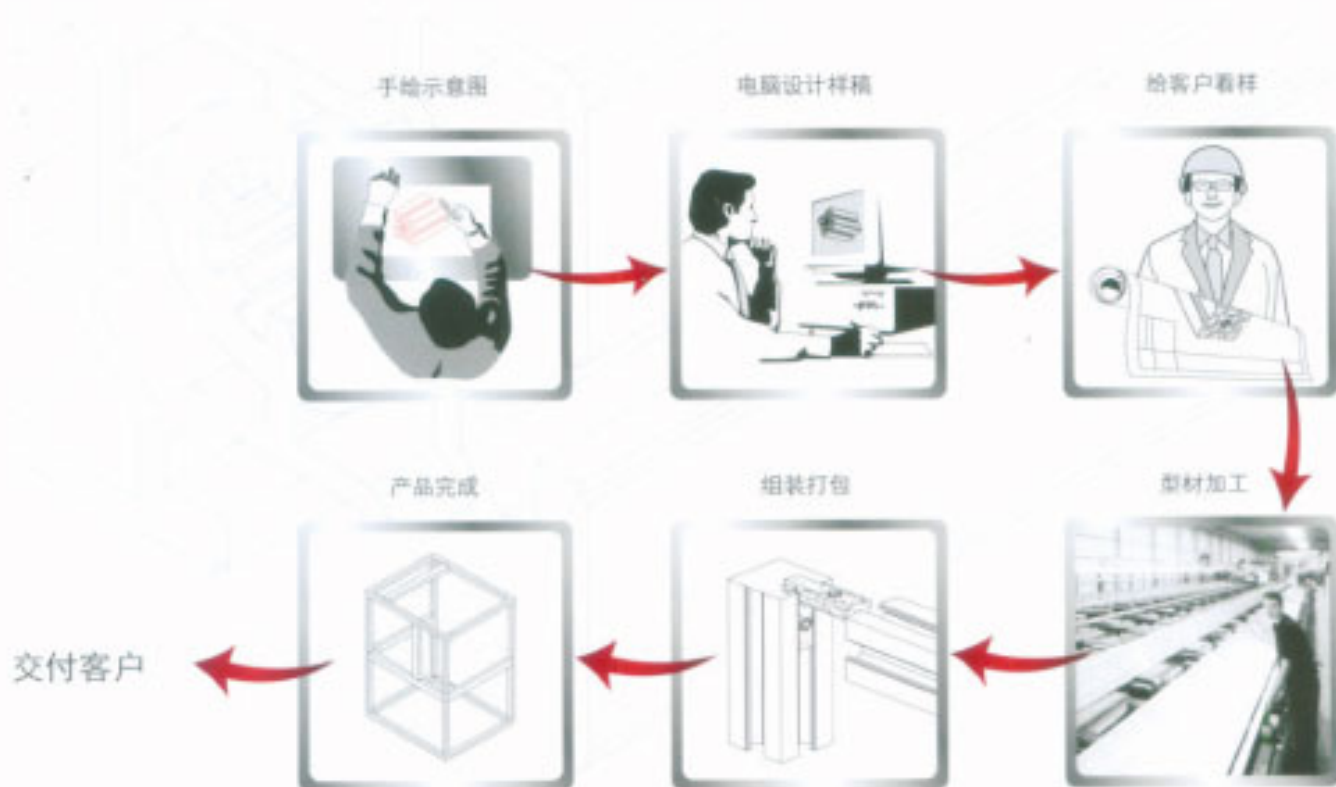 手绘示意图
电脑设计样稿
给客户看样
产品完成
组装打包
型材加工
交付客户